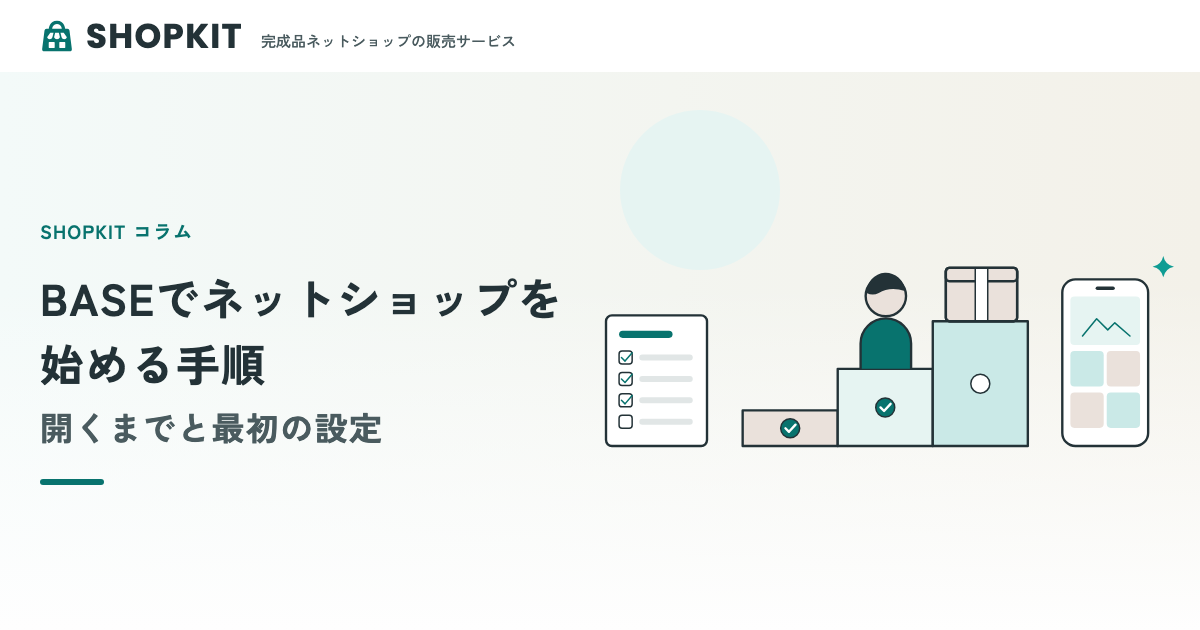 SHOPKIT 完成品ネットショップの販売サービス
SHOPKIT コラム
BASEでネットショップを
始める手順
開くまでと最初の設定